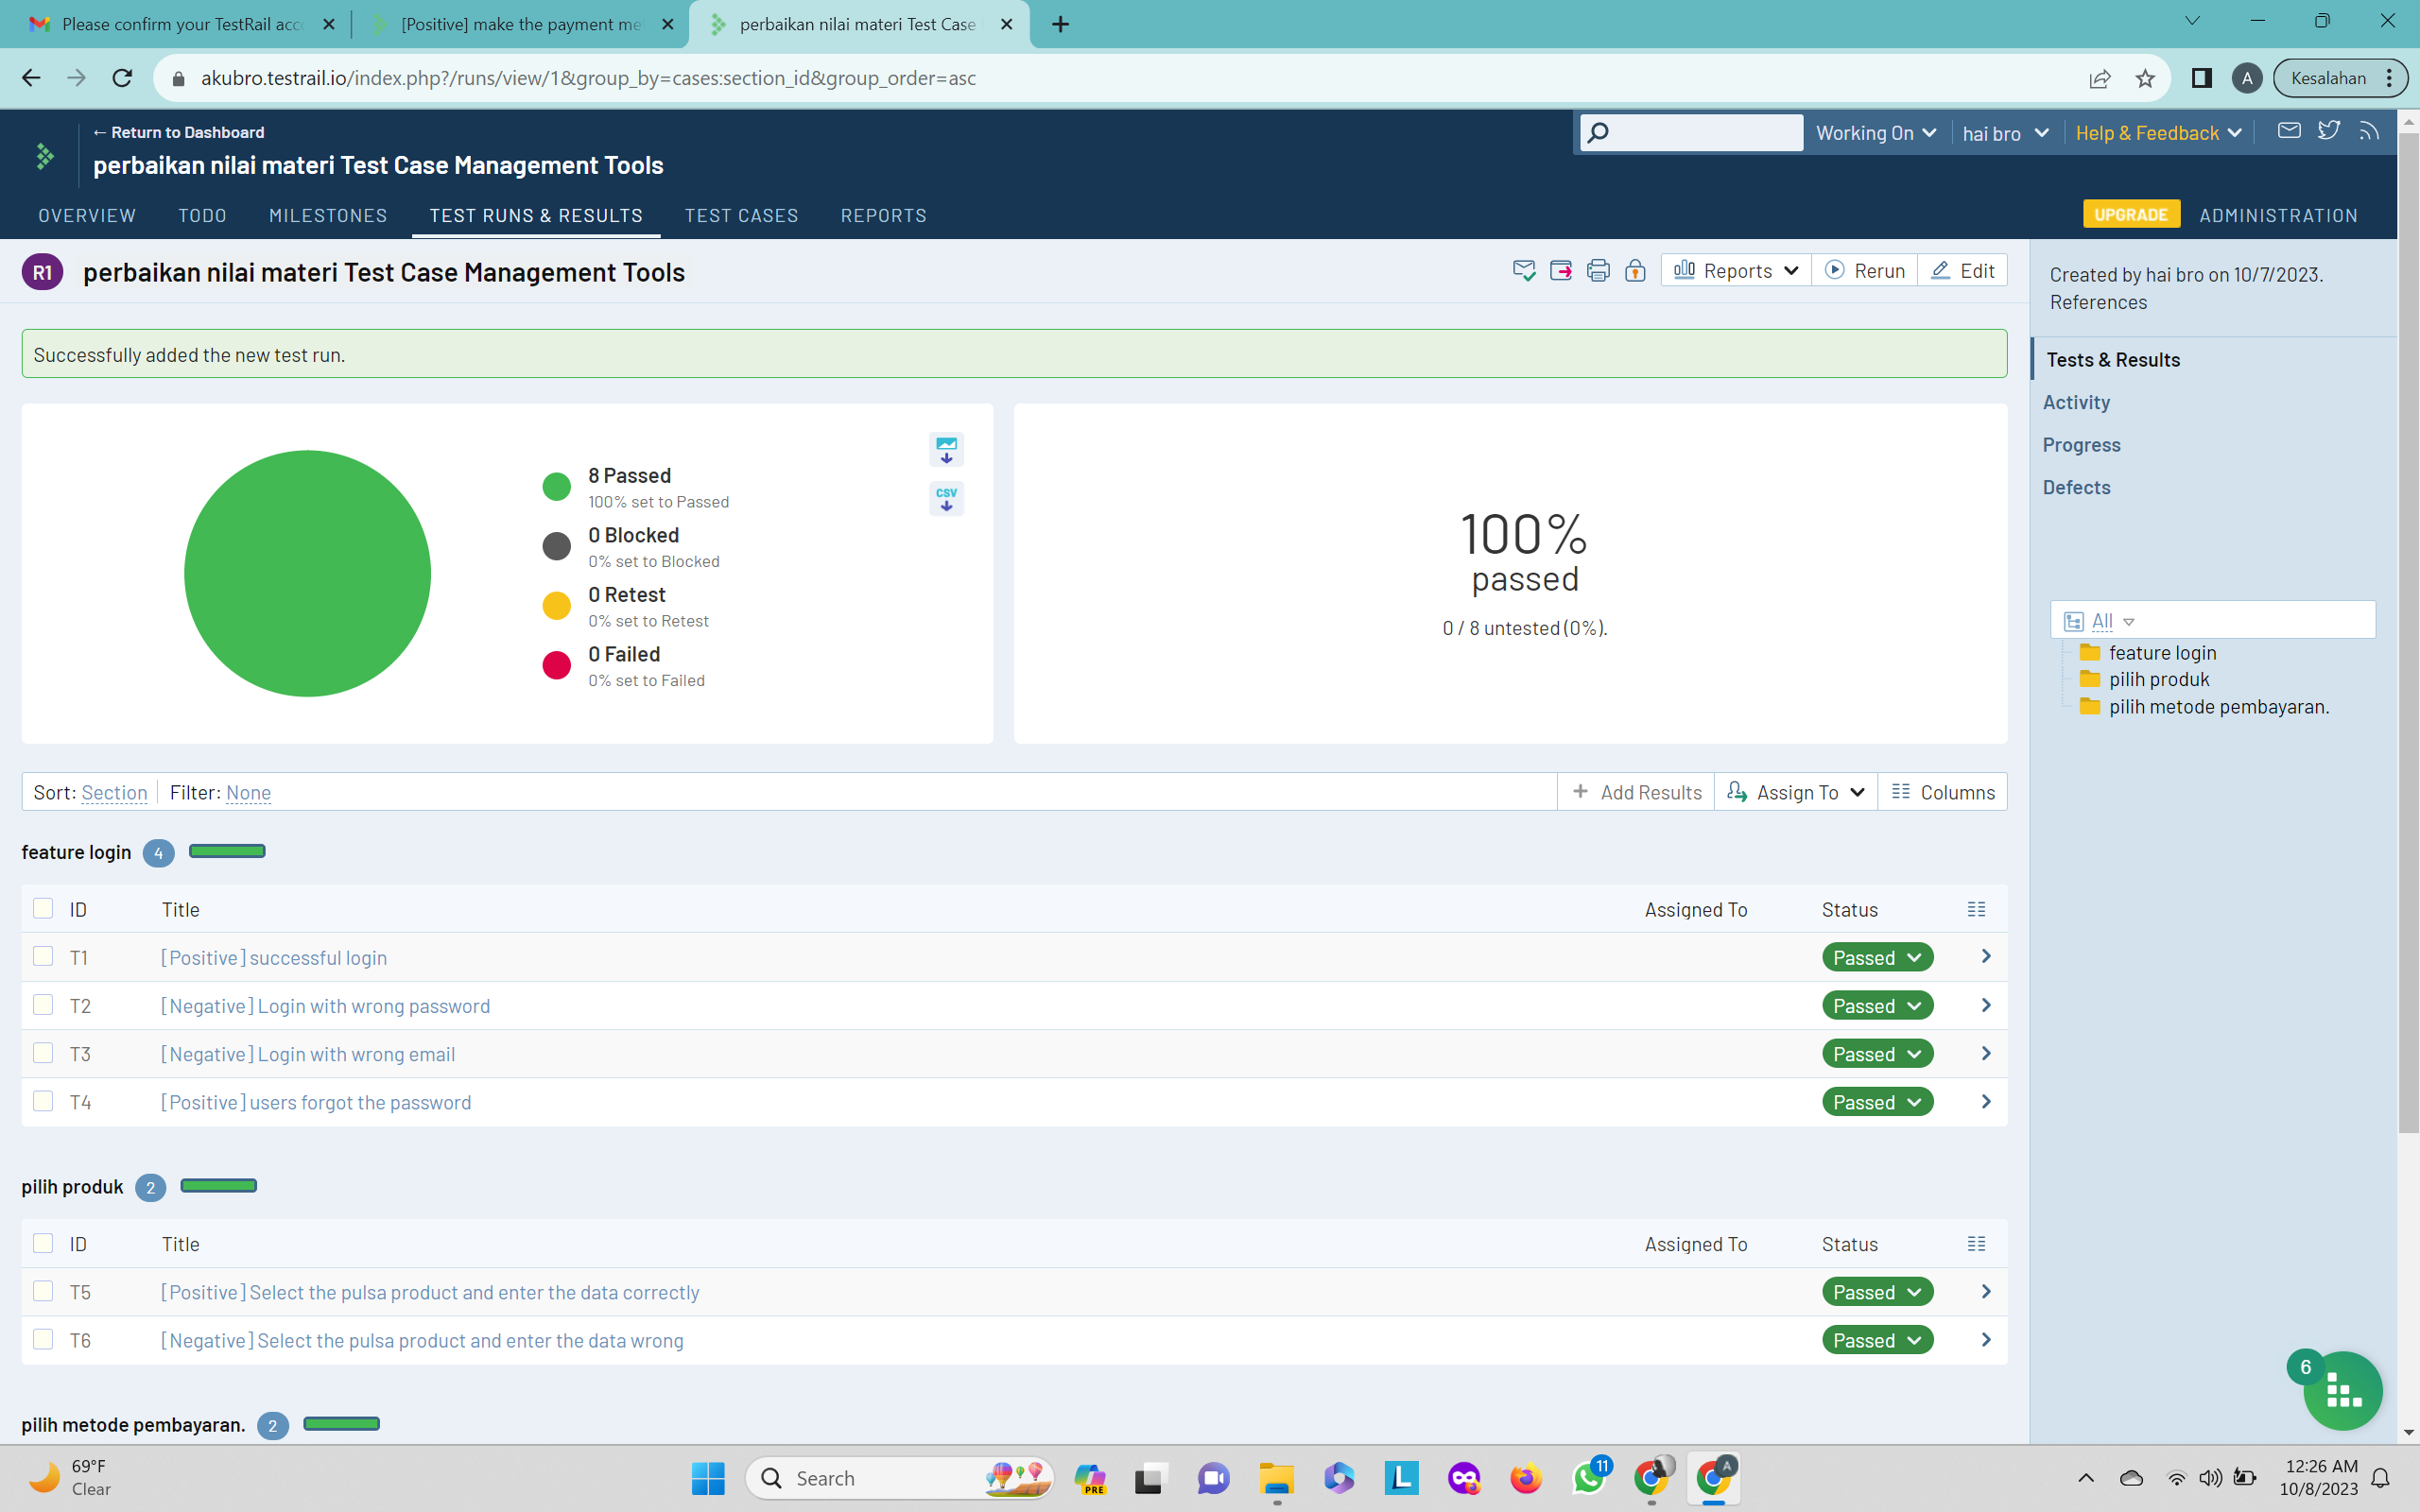 Please confirm your TestRail acc
[Positive] make the payment me
perbaikan nilai materi Test Case
akubro.testrail.io/index.php?/runs/view/1&group_by=cases:section_id&group_order=asc
A
Kesalahan
← Return to Dashboard
perbaikan nilai materi Test Case Management Tools
Working On
hai bro
Help & Feedback
OVERVIEW
TODO
MILESTONES
TEST RUNS & RESULTS
TEST CASES
REPORTS
UPGRADE
ADMINISTRATION
R1
perbaikan nilai materi Test Case Management Tools
Reports
Rerun
Edit
Created by hai bro on 10/7/2023.
References
Successfully added the new test run.
Tests & Results
Activity
Progress
Defects
8 Passed
100% set to Passed
0 Blocked
0% set to Blocked
0 Retest
0% set to Retest
0 Failed
0% set to Failed
CSV
100%
passed
0 / 8 untested (0%).
All
feature login
pilih produk
pilih metode pembayaran.
Sort: Section
Filter: None
Add Results
Assign To
Columns
feature login 4
ID Title Assigned To Status
T1 [Positive] successful login Passed
T2 [Negative] Login with wrong password Passed
T3 [Negative] Login with wrong email Passed
T4 [Positive] users forgot the password Passed
pilih produk 2
ID Title Assigned To Status
T5 [Positive] Select the pulsa product and enter the data correctly Passed
T6 [Negative] Select the pulsa product and enter the data wrong Passed
6
pilih metode pembayaran. 2
69°F
Clear
Search
PRE
L
11
A
12:26 AM
10/8/2023